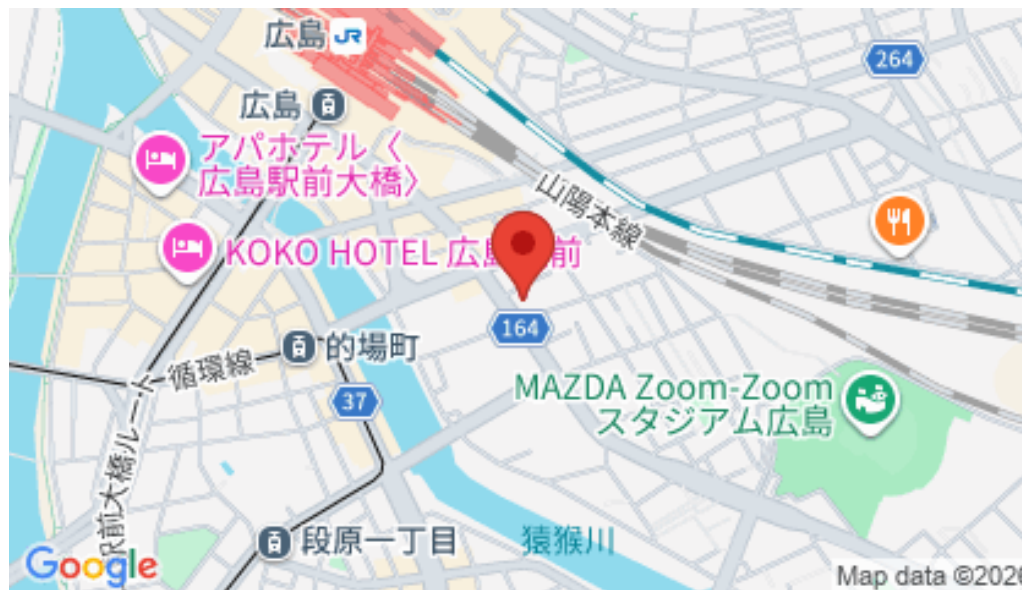 広島 JR
264
広島
アパホテル〈
広島駅前大橋〉
山陽本線
KOKO HOTEL 広島 前
164
的場町
循環線
37
MAZDA Zoom-Zoom
スタジアム広島
駅前大橋ルート
段原一丁目
猿猴川
Google
Map data ©2026